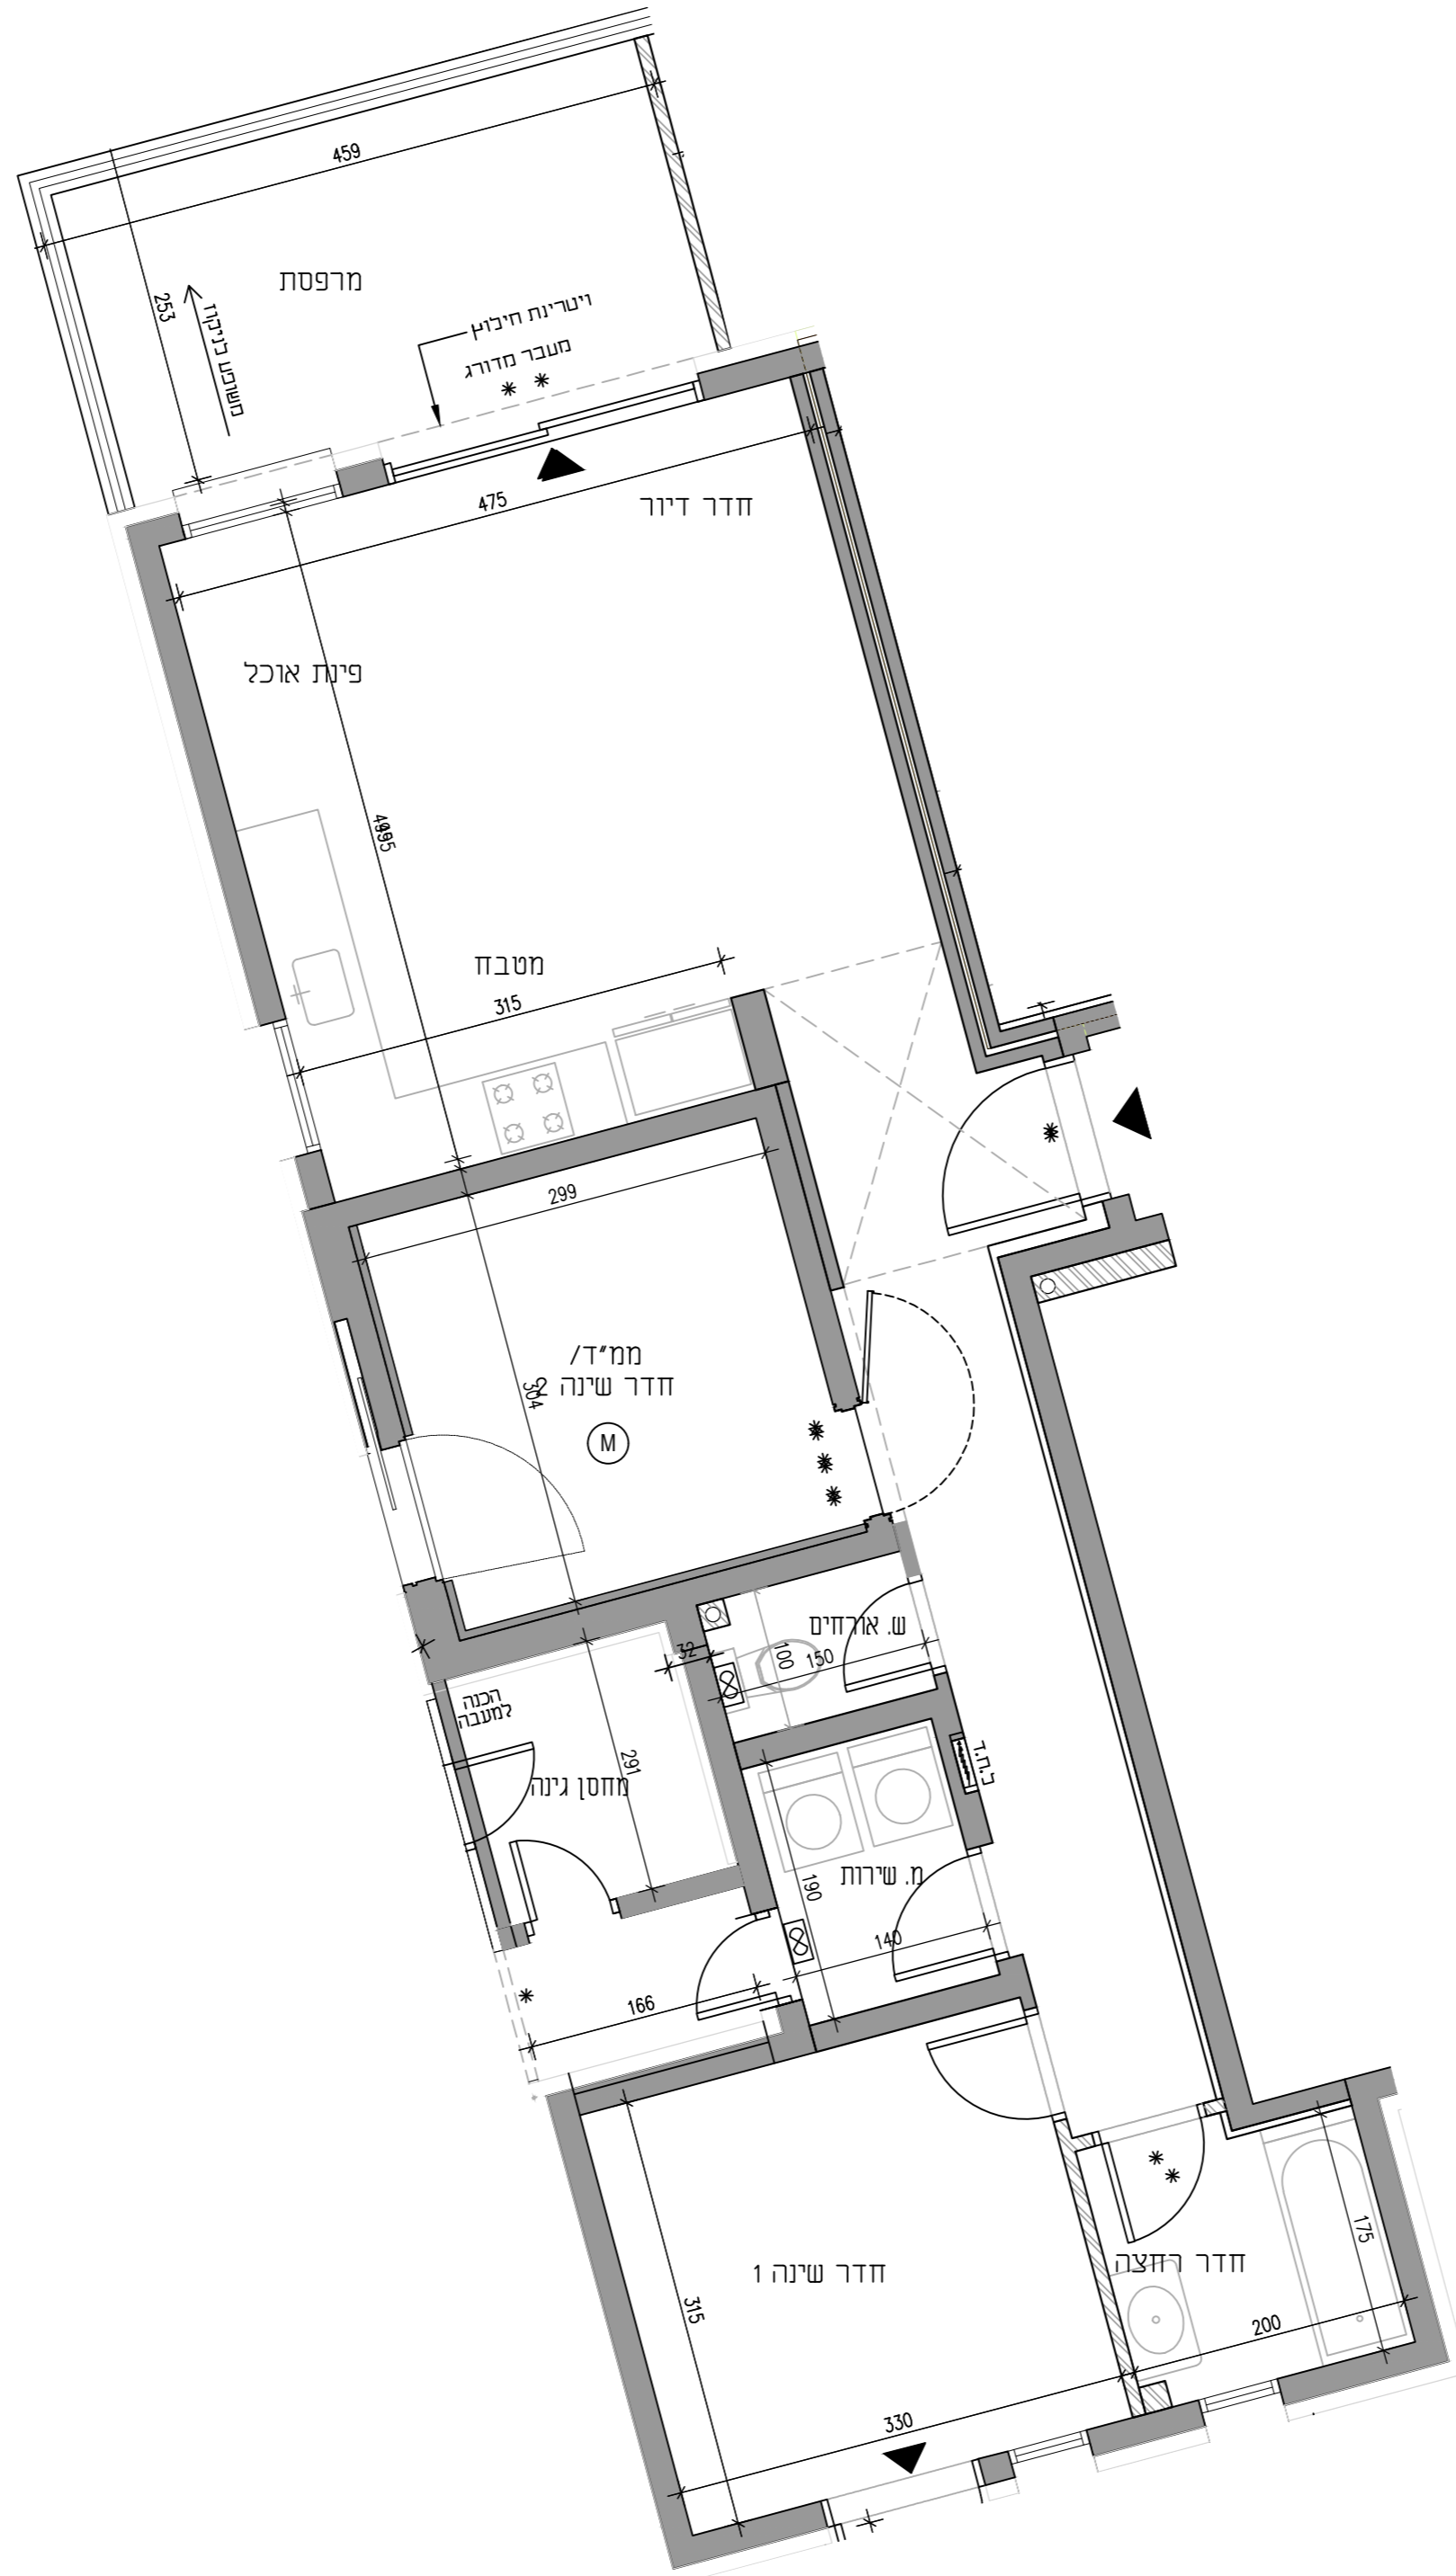 459
מרפסת
253
משופע לניקוז
ויטרינת חילוץ
מעבר מדורג
* *
475
חדר דיור
פינת אוכל
מטבח
315
*
299
ממ״ד/
חדר שינה 2
304
M
* * *
ש. אורחים
32
100
150
הכנה
למעבה
291
מחסן גינה
ל.ח.ד
מ. שירות
190
140
*
166
* *
חדר רחצה
175
חדר שינה 1
315
200
330